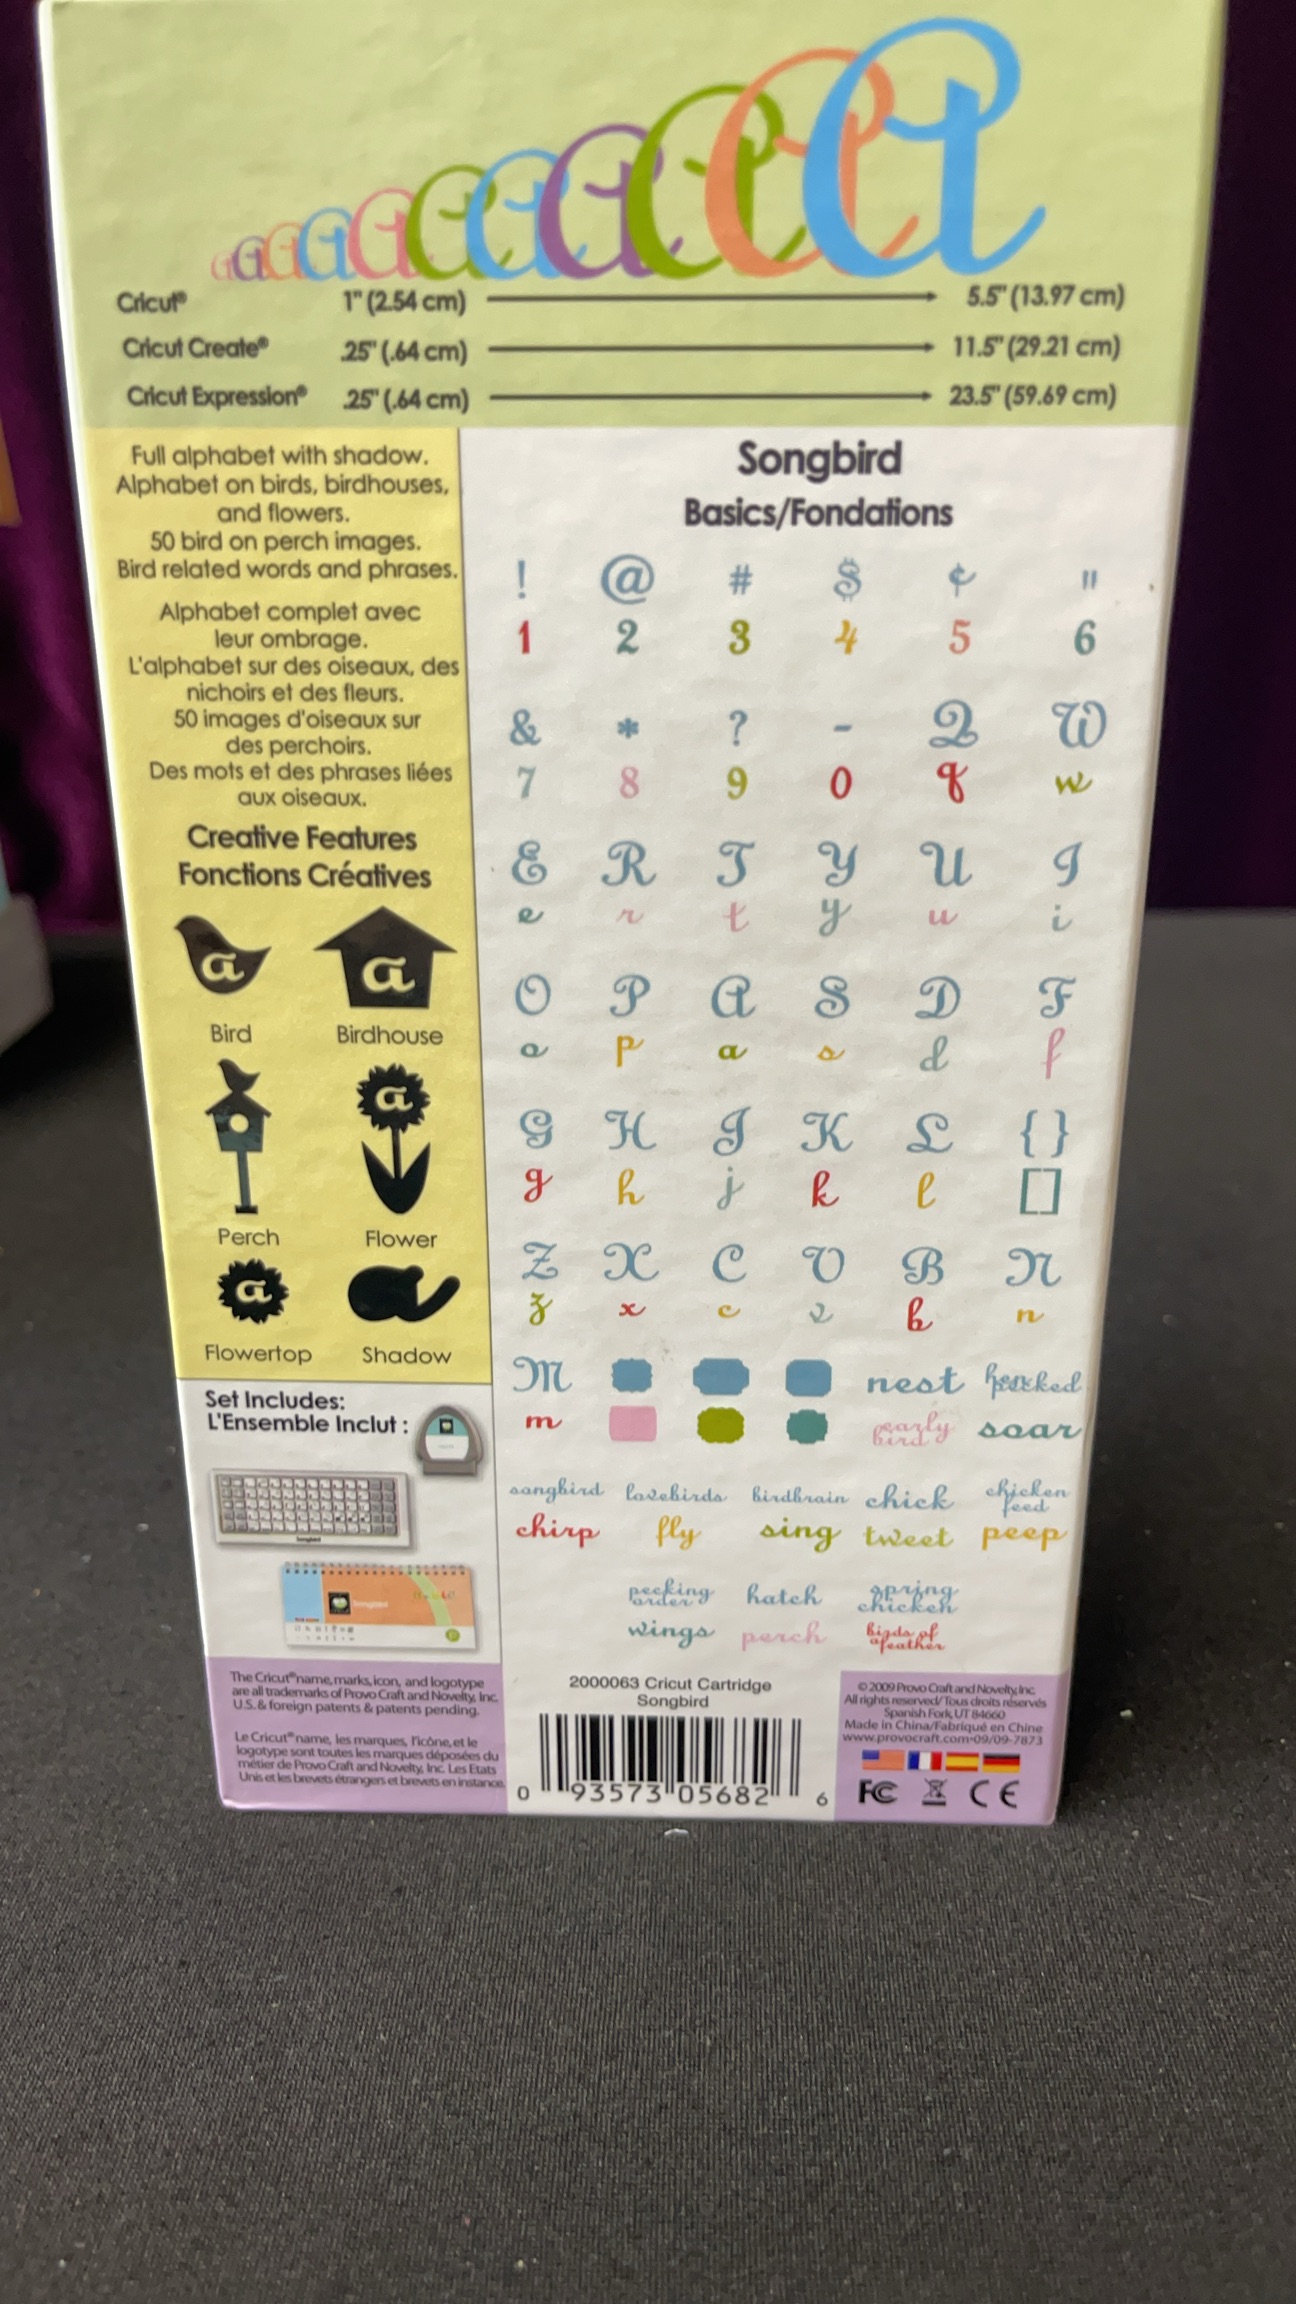 Cricut® 1" (2.54 cm) 5.5" (13.97 cm)
Cricut Create® .25" (.64 cm) 11.5" (29.21 cm)
Cricut Expression® .25" (.64 cm) 23.5" (59.69 cm)
Full alphabet with shadow.
Alphabet on birds, birdhouses,
and flowers.
50 bird on perch images.
Bird related words and phrases.
Alphabet complet avec
leur ombrage.
L'alphabet sur des oiseaux, des
nichoirs et des fleurs.
50 images d'oiseaux sur
des perchoirs.
Des mots et des phrases liées
aux oiseaux.
Creative Features
Fonctions Créatives
a a
Bird Birdhouse
a
Perch Flower
a
Flowertop Shadow
Set Includes:
L'Ensemble Inclut :
Songbird
Basics/Fondations
! @ # $ ¢ "
1 2 3 4 5 6
& * ? - Q W
7 8 9 0 q w
E R T Y U I
e r t y u i
O P A S D F
o p a s d f
G H J K L { }
g h j k l [ ]
Z X C V B N
z x c v b n
M nest hen pecked
m early bird soar
songbird lovebirds birdbrain chick chicken feed
chirp fly sing tweet peep
pecking order hatch spring chicken
wings perch birds of a feather
The Cricut® name, marks, icon, and logotype
are all trademarks of Provo Craft and Novelty, Inc.
U.S. & foreign patents & patents pending.
Le Cricut® name, les marques, l'icône, et le
logotype sont toutes les marques déposées du
métier de Provo Craft and Novelty, Inc. Les Etats
Unis et les brevets étrangers et brevets en instance.
2000063 Cricut Cartridge
Songbird
0 93573 05682 6
© 2009 Provo Craft and Novelty, Inc.
All rights reserved/Tous droits réservés
Spanish Fork, UT 84660
Made in China/Fabriqué en Chine
www.provocraft.com•09/09-7873
FC CE